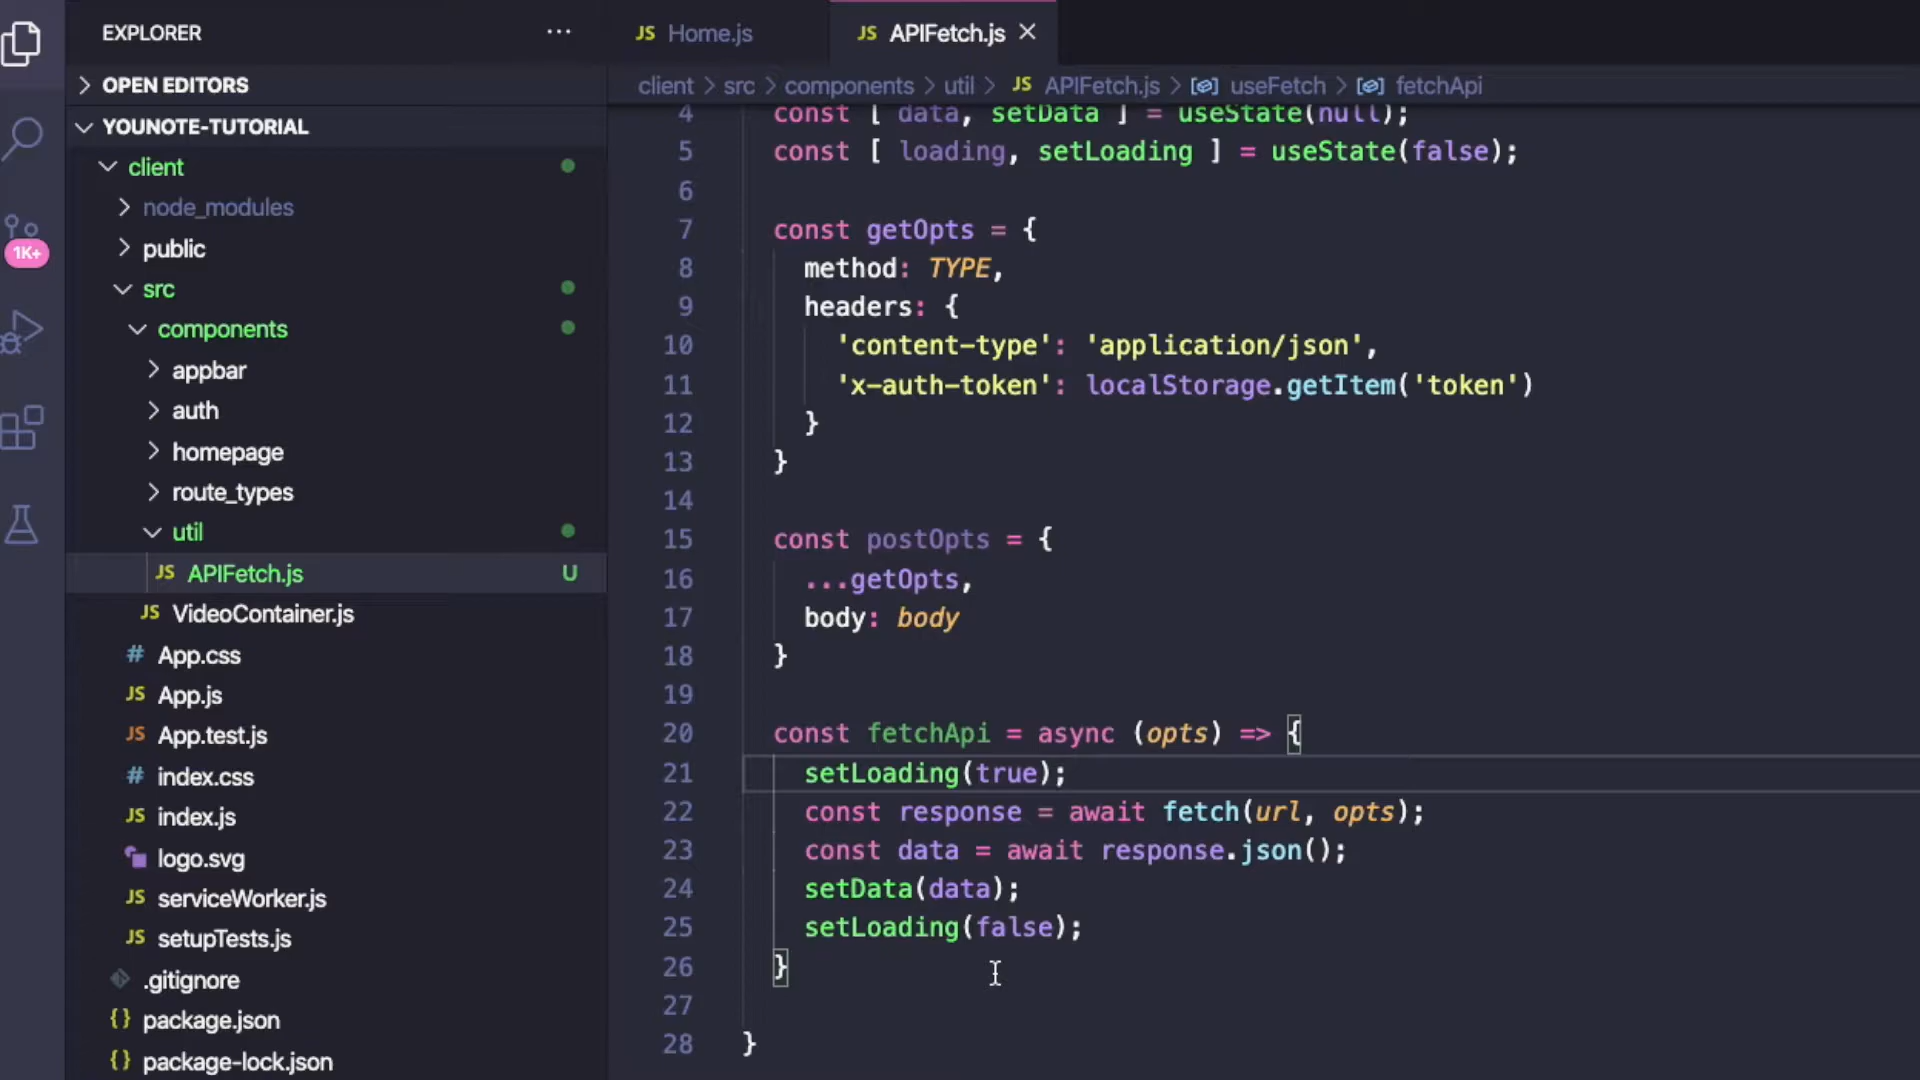 EXPLORER
OPEN EDITORS
YOUNOTE-TUTORIAL
client
node_modules
public
src
components
appbar
auth
homepage
route_types
util
JS APIFetch.js U
JS VideoContainer.js
# App.css
JS App.js
JS App.test.js
# index.css
JS index.js
logo.svg
JS serviceWorker.js
JS setupTests.js
.gitignore
{} package.json
{} package-lock.json
1K+
JS Home.js
JS APIFetch.js
client > src > components > util > JS APIFetch.js > useFetch > fetchApi
4 const [ data, setData ] = useState(null);
5 const [ loading, setLoading ] = useState(false);
6
7 const getOpts = {
8 method: TYPE,
9 headers: {
10 'content-type': 'application/json',
11 'x-auth-token': localStorage.getItem('token')
12 }
13 }
14
15 const postOpts = {
16 ...getOpts,
17 body: body
18 }
19
20 const fetchApi = async (opts) => {
21 setLoading(true);
22 const response = await fetch(url, opts);
23 const data = await response.json();
24 setData(data);
25 setLoading(false);
26 }
27
28 }